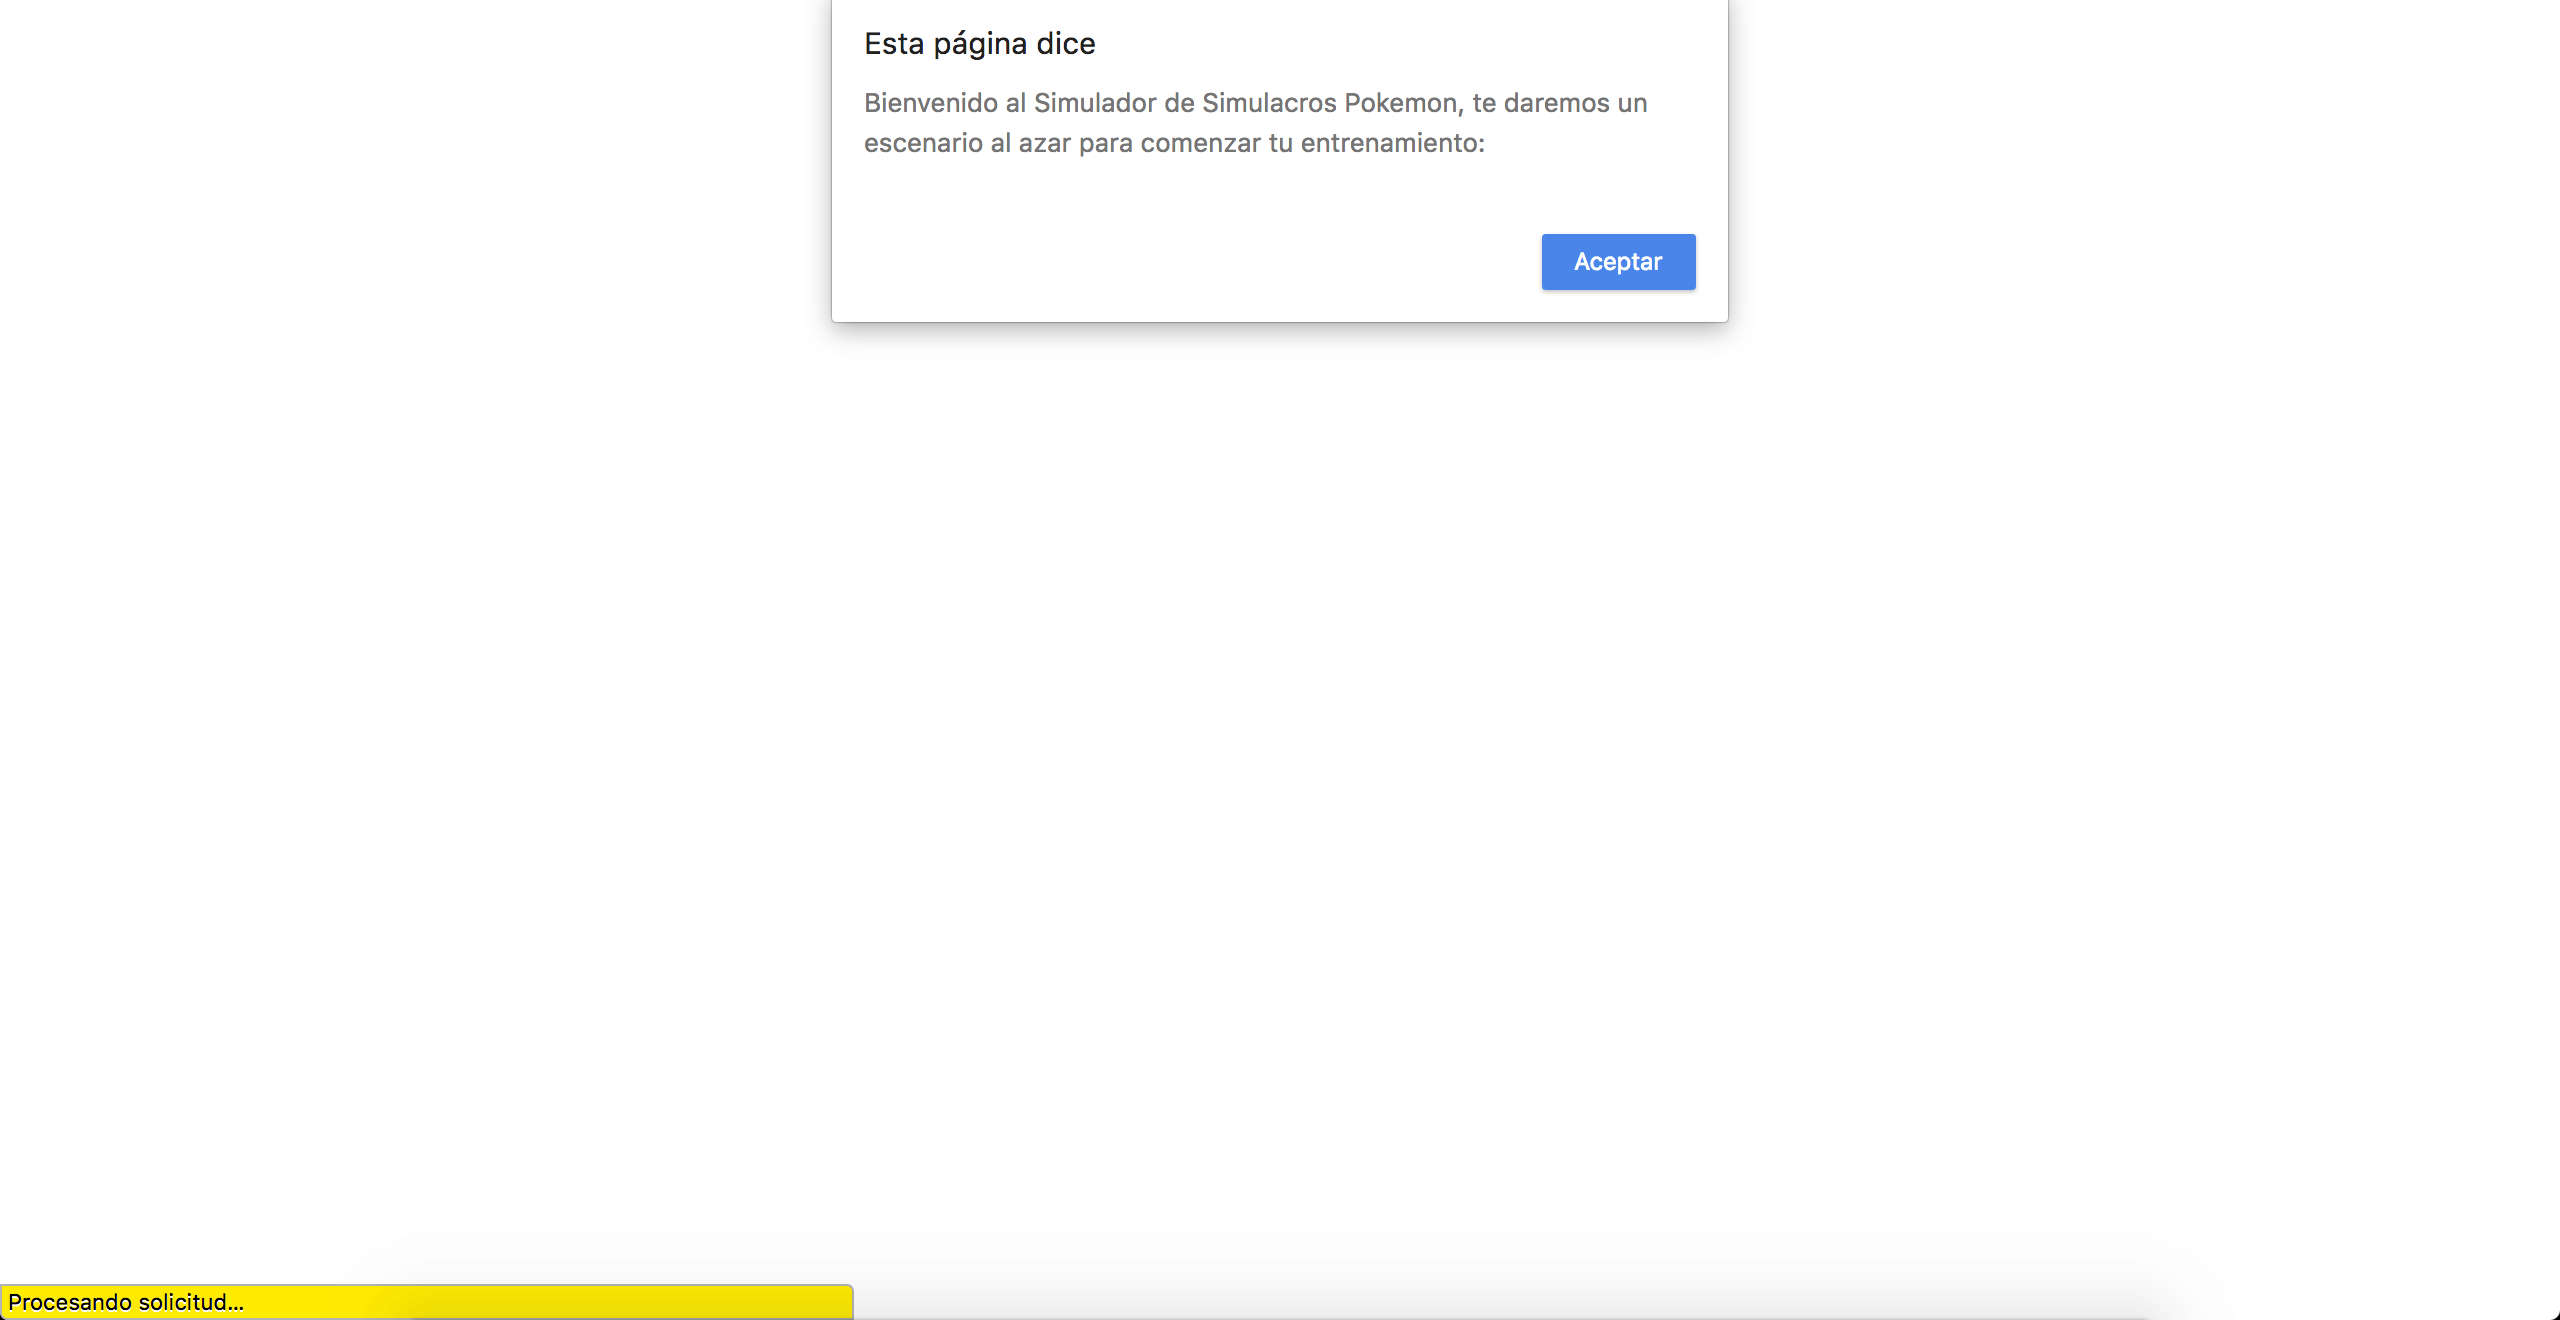 Esta página dice
Bienvenido al Simulador de Simulacros Pokemon, te daremos un
escenario al azar para comenzar tu entrenamiento:
Aceptar
Procesando solicitud...